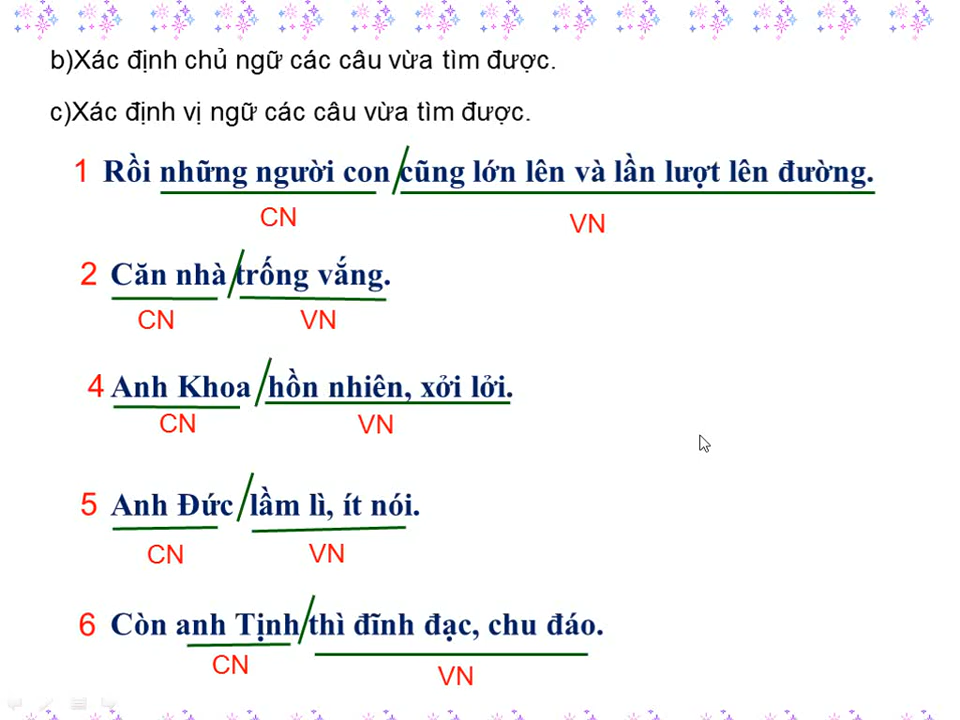 b)Xác định chủ ngữ các câu vừa tìm được.
c)Xác định vị ngữ các câu vừa tìm được.
1 Rồi những người con /cũng lớn lên và lần lượt lên đường.
CN VN
2 Căn nhà /trống vắng.
CN VN
4 Anh Khoa /hồn nhiên, xởi lởi.
CN VN
5 Anh Đức /lầm lì, ít nói.
CN VN
6 Còn anh Tịnh/thì đĩnh đạc, chu đáo.
CN VN